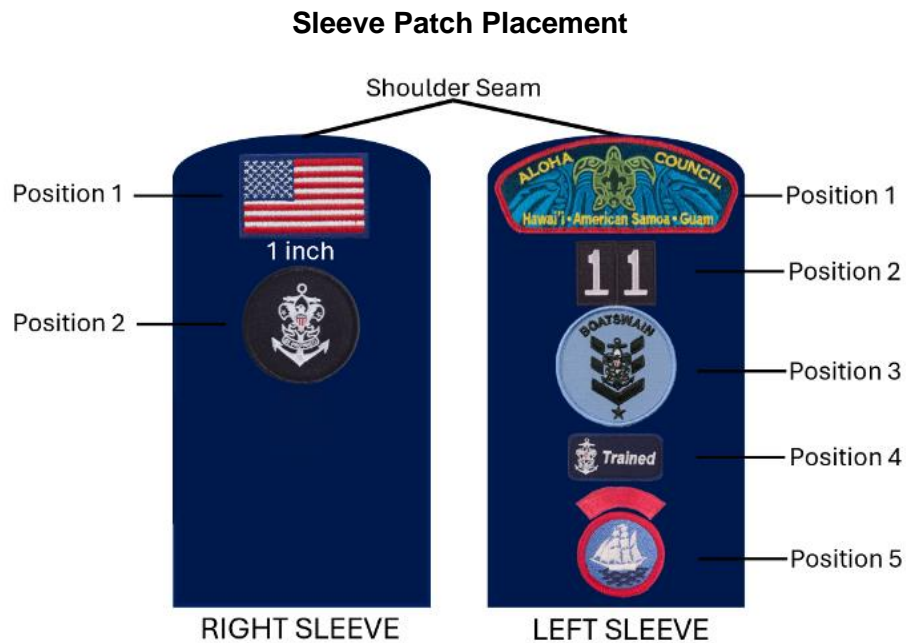 Sleeve Patch Placement
Shoulder Seam
Position 1
1 inch
Position 2
RIGHT SLEEVE
ALOHA COUNCIL
Hawai'i • American Samoa • Guam
Position 1
11
Position 2
BOATSWAIN
Position 3
Trained
Position 4
Position 5
LEFT SLEEVE